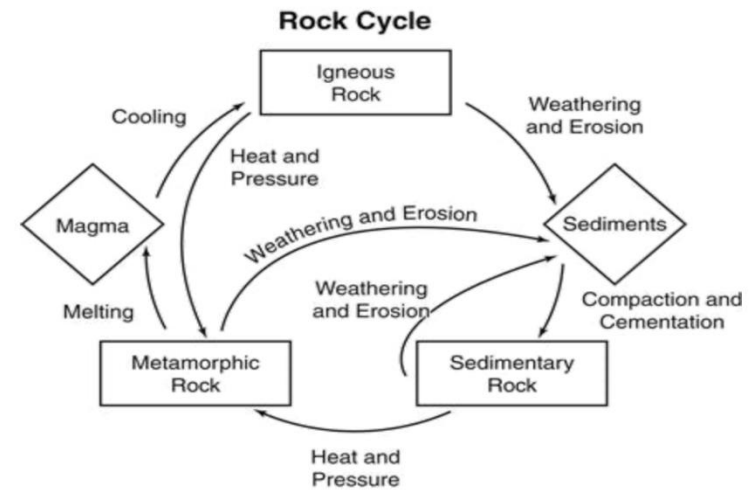 Rock Cycle
Igneous
Rock
Cooling
Weathering
and Erosion
Heat and
Pressure
Magma
Weathering and Erosion
Sediments
Weathering
and Erosion
Melting
Compaction and
Cementation
Metamorphic
Rock
Sedimentary
Rock
Heat and
Pressure